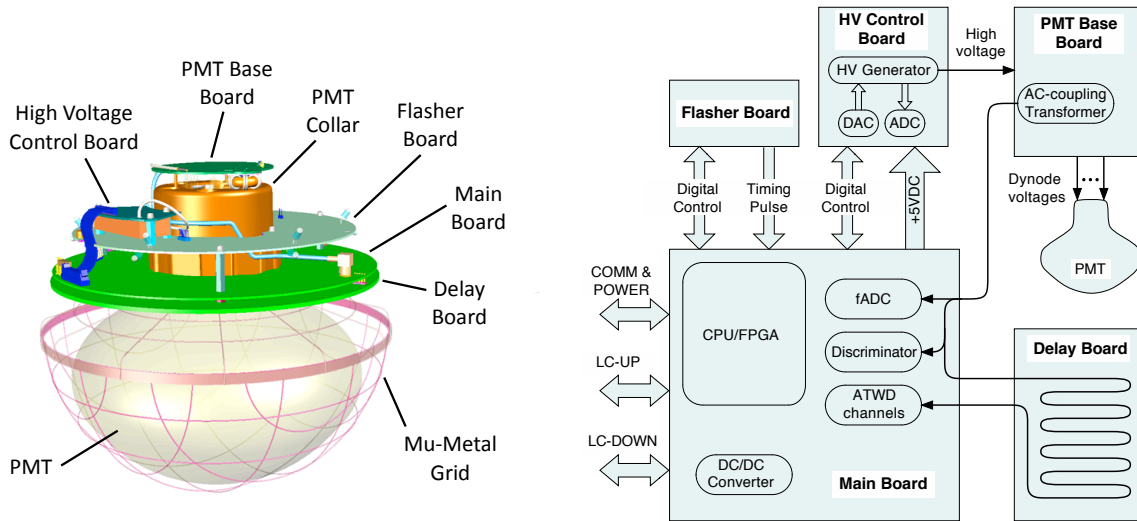 PMT Base
Board
High Voltage
Control Board
PMT
Collar
Flasher
Board
Main
Board
Delay
Board
Mu-Metal
Grid
PMT
HV Control
Board
HV Generator
DAC
ADC
High
voltage
PMT Base
Board
AC-coupling
Transformer
Flasher Board
Digital
Control
Timing
Pulse
Digital
Control
+5VDC
Dynode
voltages
...
PMT
COMM &
POWER
LC-UP
LC-DOWN
CPU/FPGA
fADC
Discriminator
ATWD
channels
DC/DC
Converter
Main Board
Delay Board